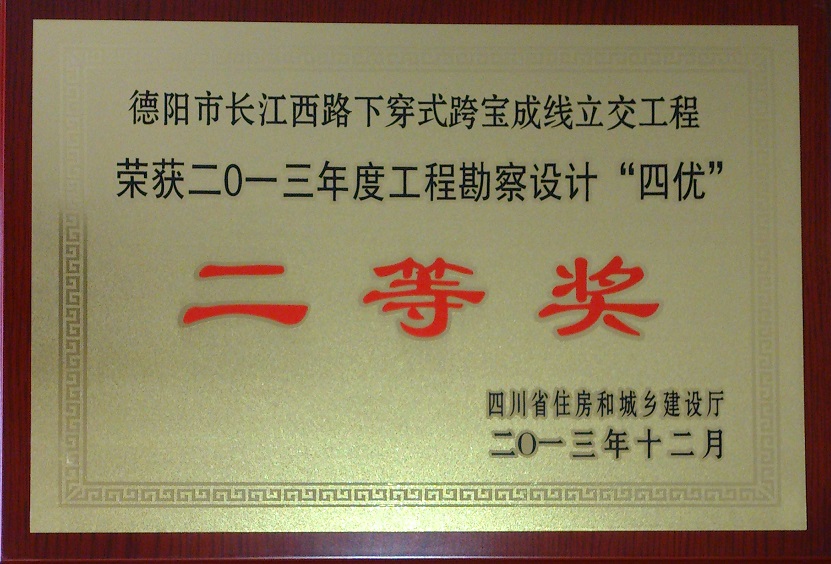 德阳市长江西路下穿式跨宝成线立交工程
荣获二0一三年度工程勘察设计“四优”
二等奖
四川省住房和城乡建设厅
二O一三年十二月